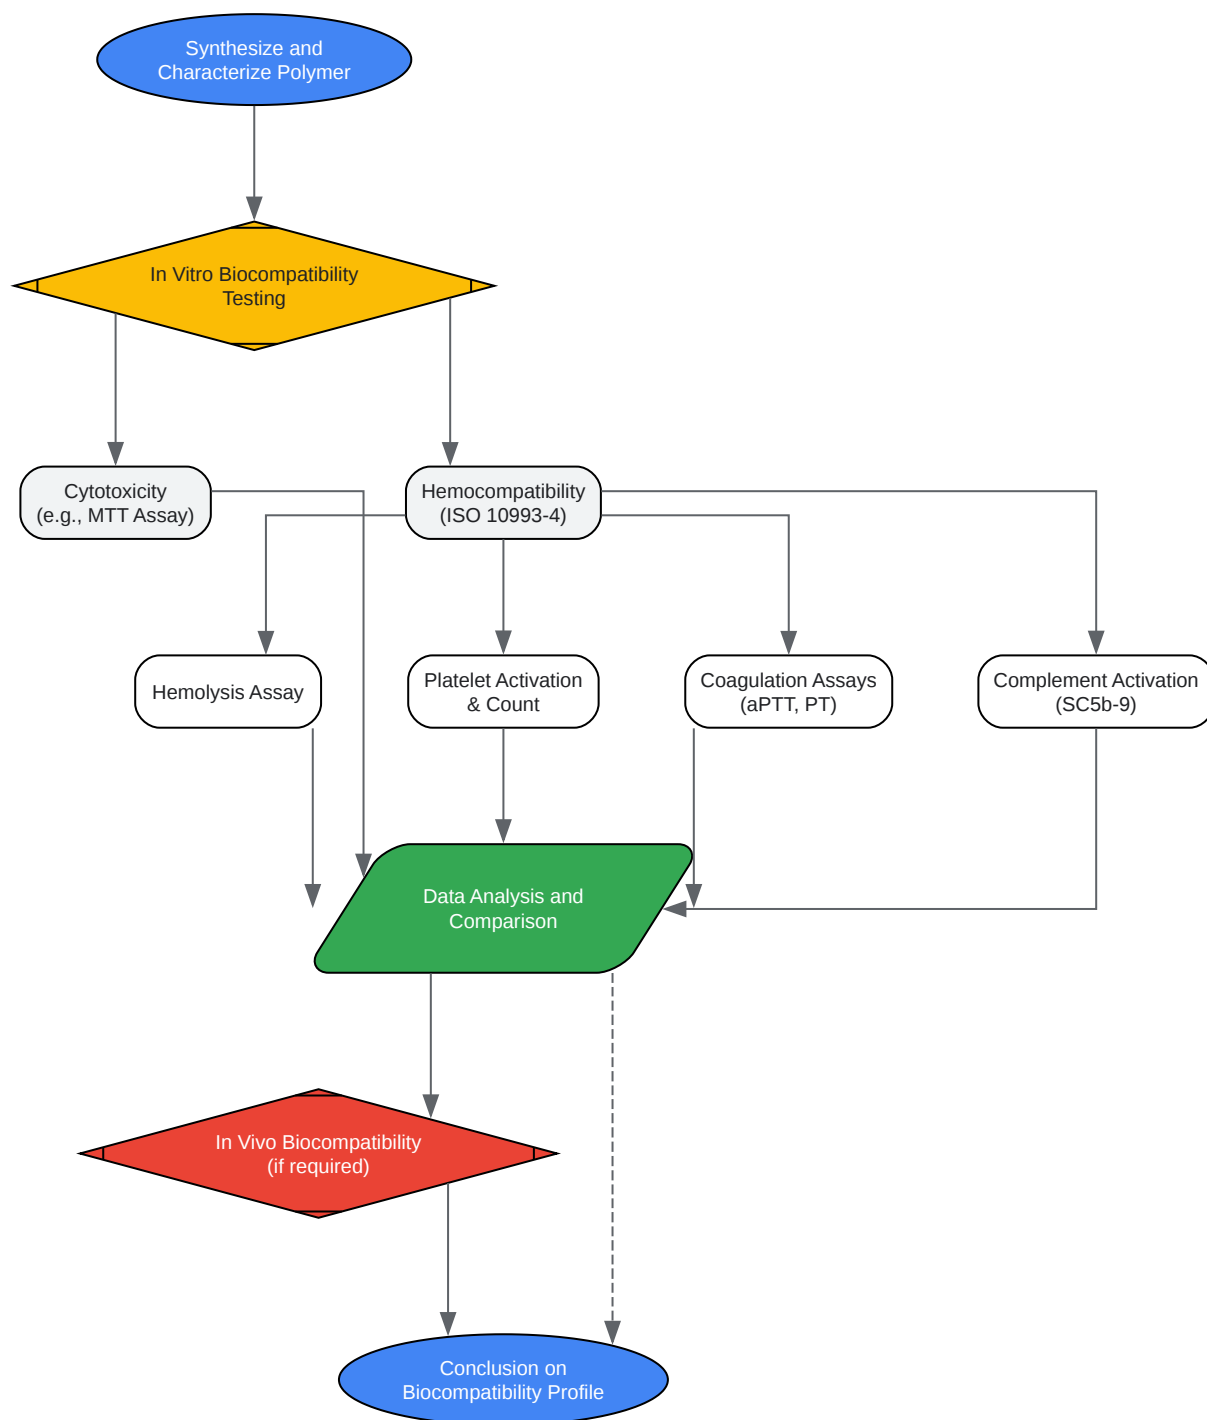 Synthesize and
Characterize Polymer
In Vitro Biocompatibility
Testing
Cytotoxicity
(e.g., MTT Assay)
Hemocompatibility
(ISO 10993-4)
Hemolysis Assay
Platelet Activation
& Count
Coagulation Assays
(aPTT, PT)
Complement Activation
(SC5b-9)
Data Analysis and
Comparison
In Vivo Biocompatibility
(if required)
Conclusion on
Biocompatibility Profile